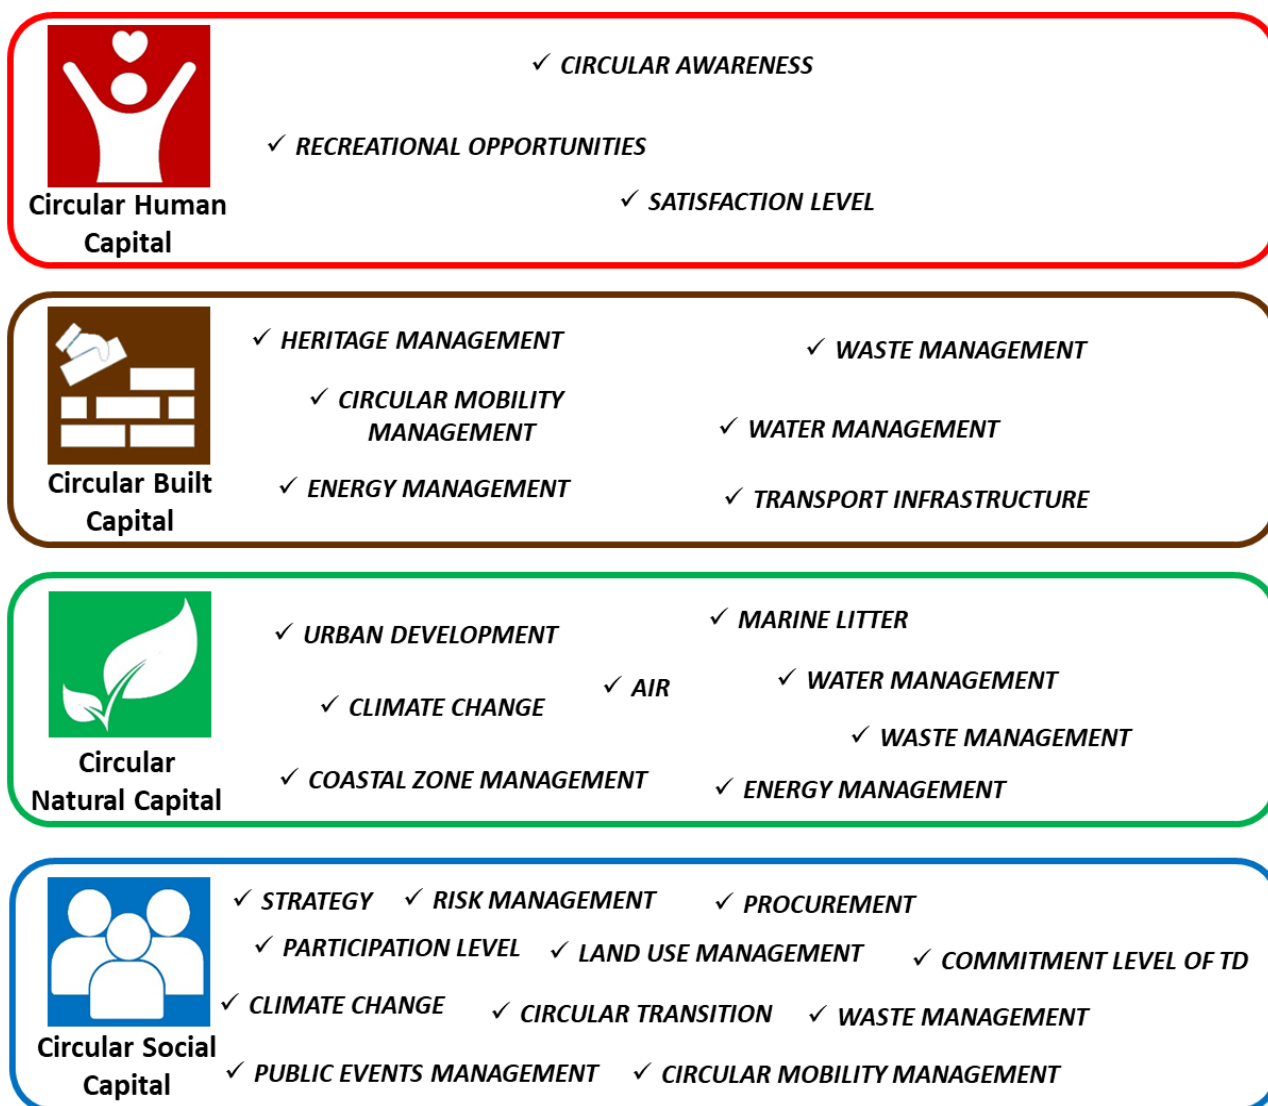 ✓ CIRCULAR AWARENESS
✓ RECREATIONAL OPPORTUNITIES
✓ SATISFACTION LEVEL
Circular Human
Capital
✓ HERITAGE MANAGEMENT
✓ WASTE MANAGEMENT
✓ CIRCULAR MOBILITY
MANAGEMENT
✓ WATER MANAGEMENT
✓ ENERGY MANAGEMENT
✓ TRANSPORT INFRASTRUCTURE
Circular Built
Capital
✓ URBAN DEVELOPMENT
✓ MARINE LITTER
✓ CLIMATE CHANGE
✓ AIR
✓ WATER MANAGEMENT
✓ WASTE MANAGEMENT
✓ COASTAL ZONE MANAGEMENT
✓ ENERGY MANAGEMENT
Circular
Natural Capital
✓ STRATEGY
✓ RISK MANAGEMENT
✓ PROCUREMENT
✓ PARTICIPATION LEVEL
✓ LAND USE MANAGEMENT
✓ COMMITMENT LEVEL OF TD
✓ CLIMATE CHANGE
✓ CIRCULAR TRANSITION
✓ WASTE MANAGEMENT
✓ PUBLIC EVENTS MANAGEMENT
✓ CIRCULAR MOBILITY MANAGEMENT
Circular Social
Capital